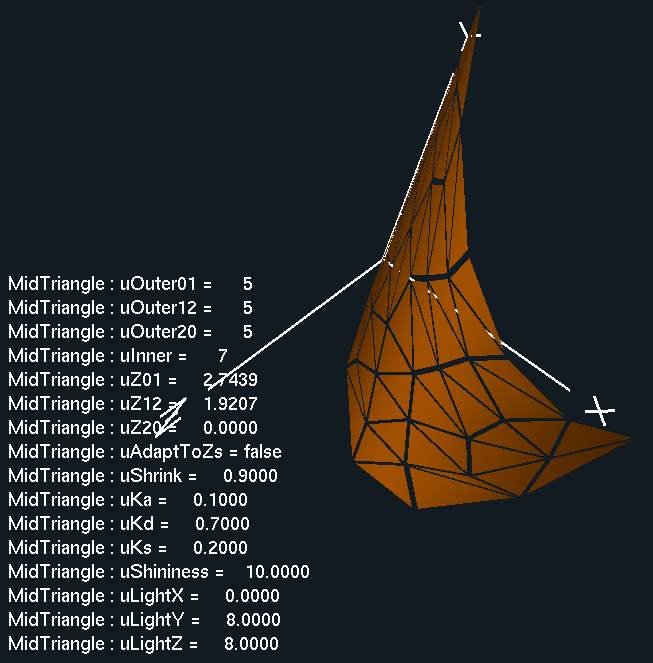 Y
MidTriangle : uOuter01 = 5
MidTriangle : uOuter12 = 5
MidTriangle : uOuter20 = 5
MidTriangle : uInner = 7
MidTriangle : uZ01 = 2.7439
MidTriangle : uZ12 = 1.9207
MidTriangle : uZ20 = 0.0000
X
MidTriangle : uAdaptToZs = false
MidTriangle : uShrink = 0.9000
MidTriangle : uKa = 0.1000
MidTriangle : uKd = 0.7000
MidTriangle : uKs = 0.2000
MidTriangle : uShininess = 10.0000
MidTriangle : uLightX = 0.0000
MidTriangle : uLightY = 8.0000
MidTriangle : uLightZ = 8.0000